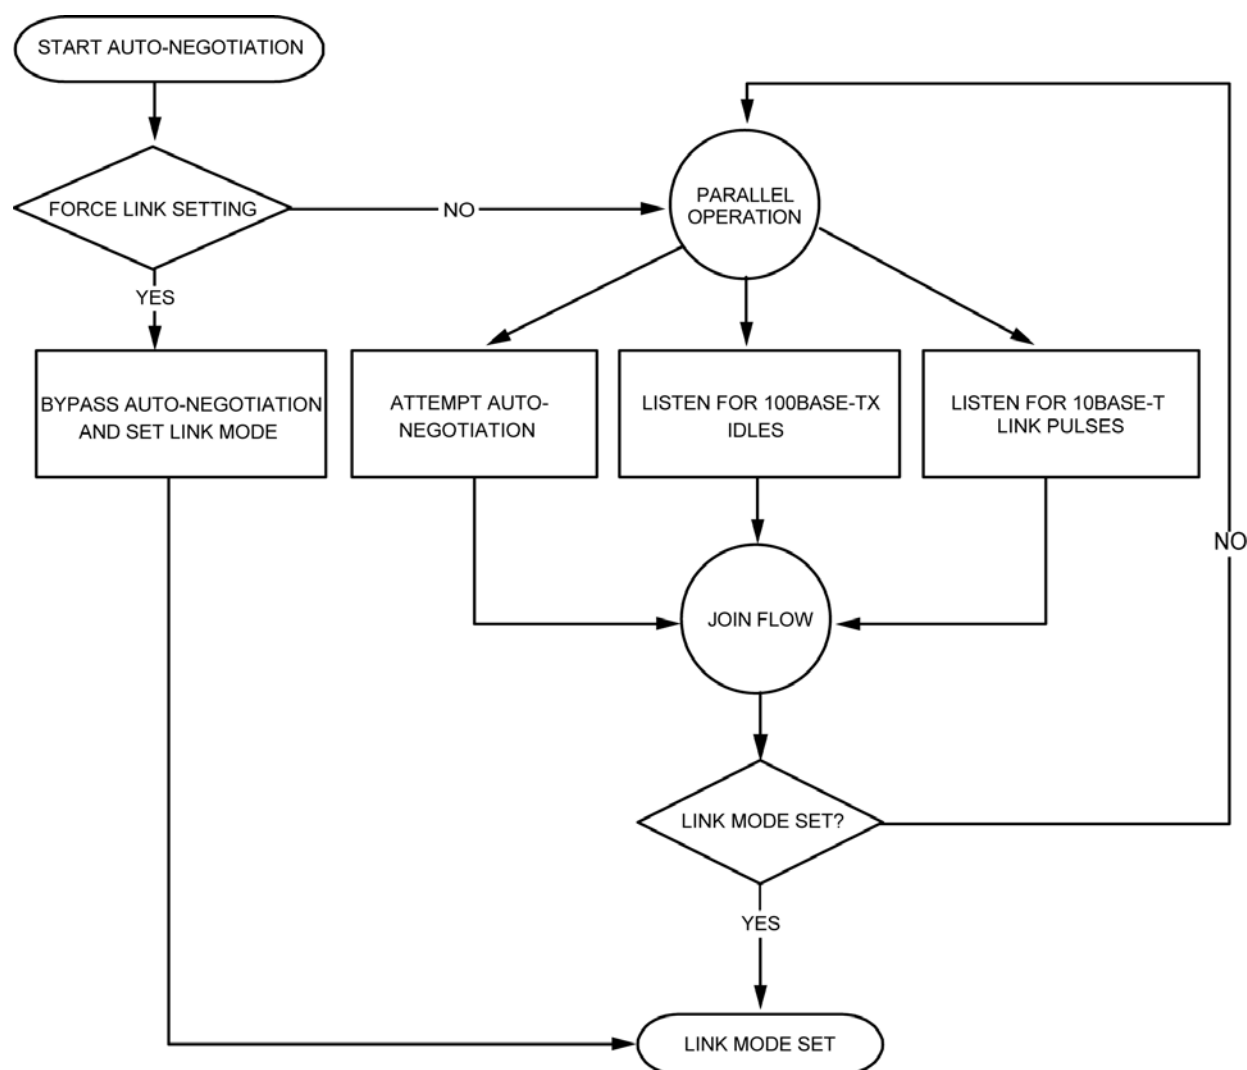 START AUTO-NEGOTIATION
FORCE LINK SETTING
NO
PARALLEL
OPERATION
YES
BYPASS AUTO-NEGOTIATION
AND SET LINK MODE
ATTEMPT AUTO-
NEGOTIATION
LISTEN FOR 100BASE-TX
IDLES
LISTEN FOR 10BASE-T
LINK PULSES
NO
JOIN FLOW
LINK MODE SET?
YES
LINK MODE SET